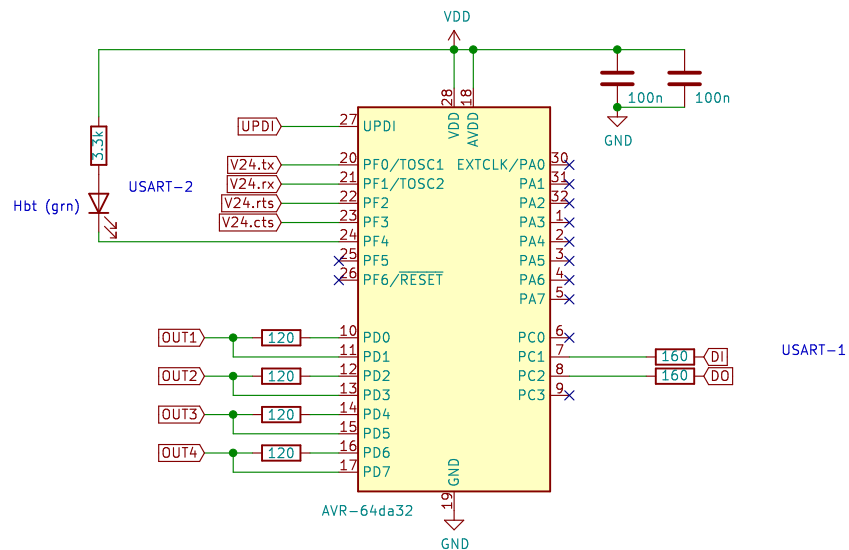 VDD
100n 100n
GND
3.3k
Hbt (grn)
USART-2
28 18
VDD AVDD
UPDI 27 UPDI
V24.tx 20 PF0/TOSC1 EXTCLK/PA0 30
V24.rx 21 PF1/TOSC2 PA1 31
V24.rts 22 PF2 PA2 32
V24.cts 23 PF3 PA3 1
24 PF4 PA4 2
25 PF5 PA5 3
26 PF6/RESET PA6 4
PA7 5
OUT1 120 10 PD0 PC0 6
11 PD1 PC1 7 160 DI
OUT2 120 12 PD2 PC2 8 160 DO
13 PD3 PC3 9
USART-1
OUT3 120 14 PD4
15 PD5
OUT4 120 16 PD6
17 PD7
GND
19
AVR-64da32
GND